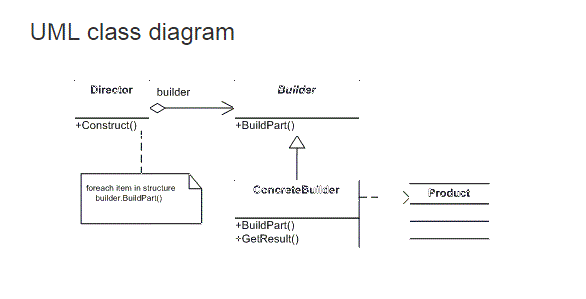 UML class diagram
Director
builder
Builder
+Construct()
+BuildPart()
foreach item in structure
builder.BuildPart()
ConcreteBuilder
Product
+BuildPart()
+GetResult()